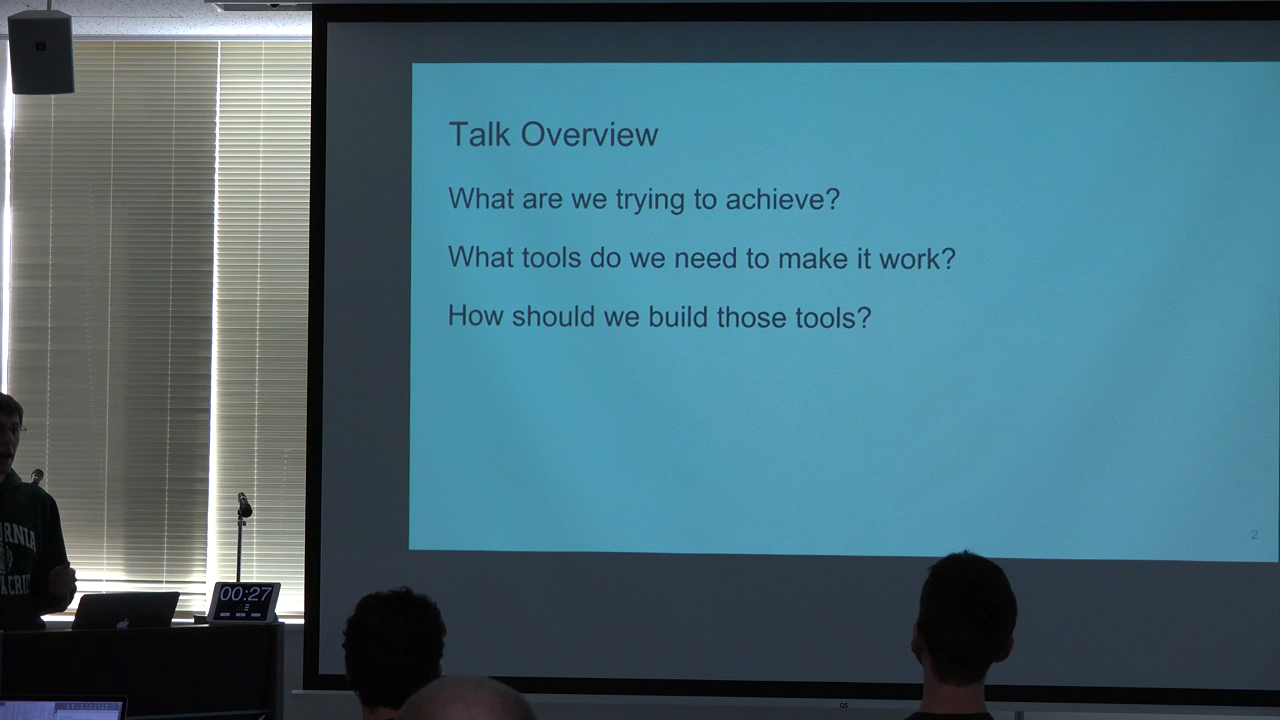 Talk Overview
What are we trying to achieve?
What tools do we need to make it work?
How should we build those tools?
2
00:27